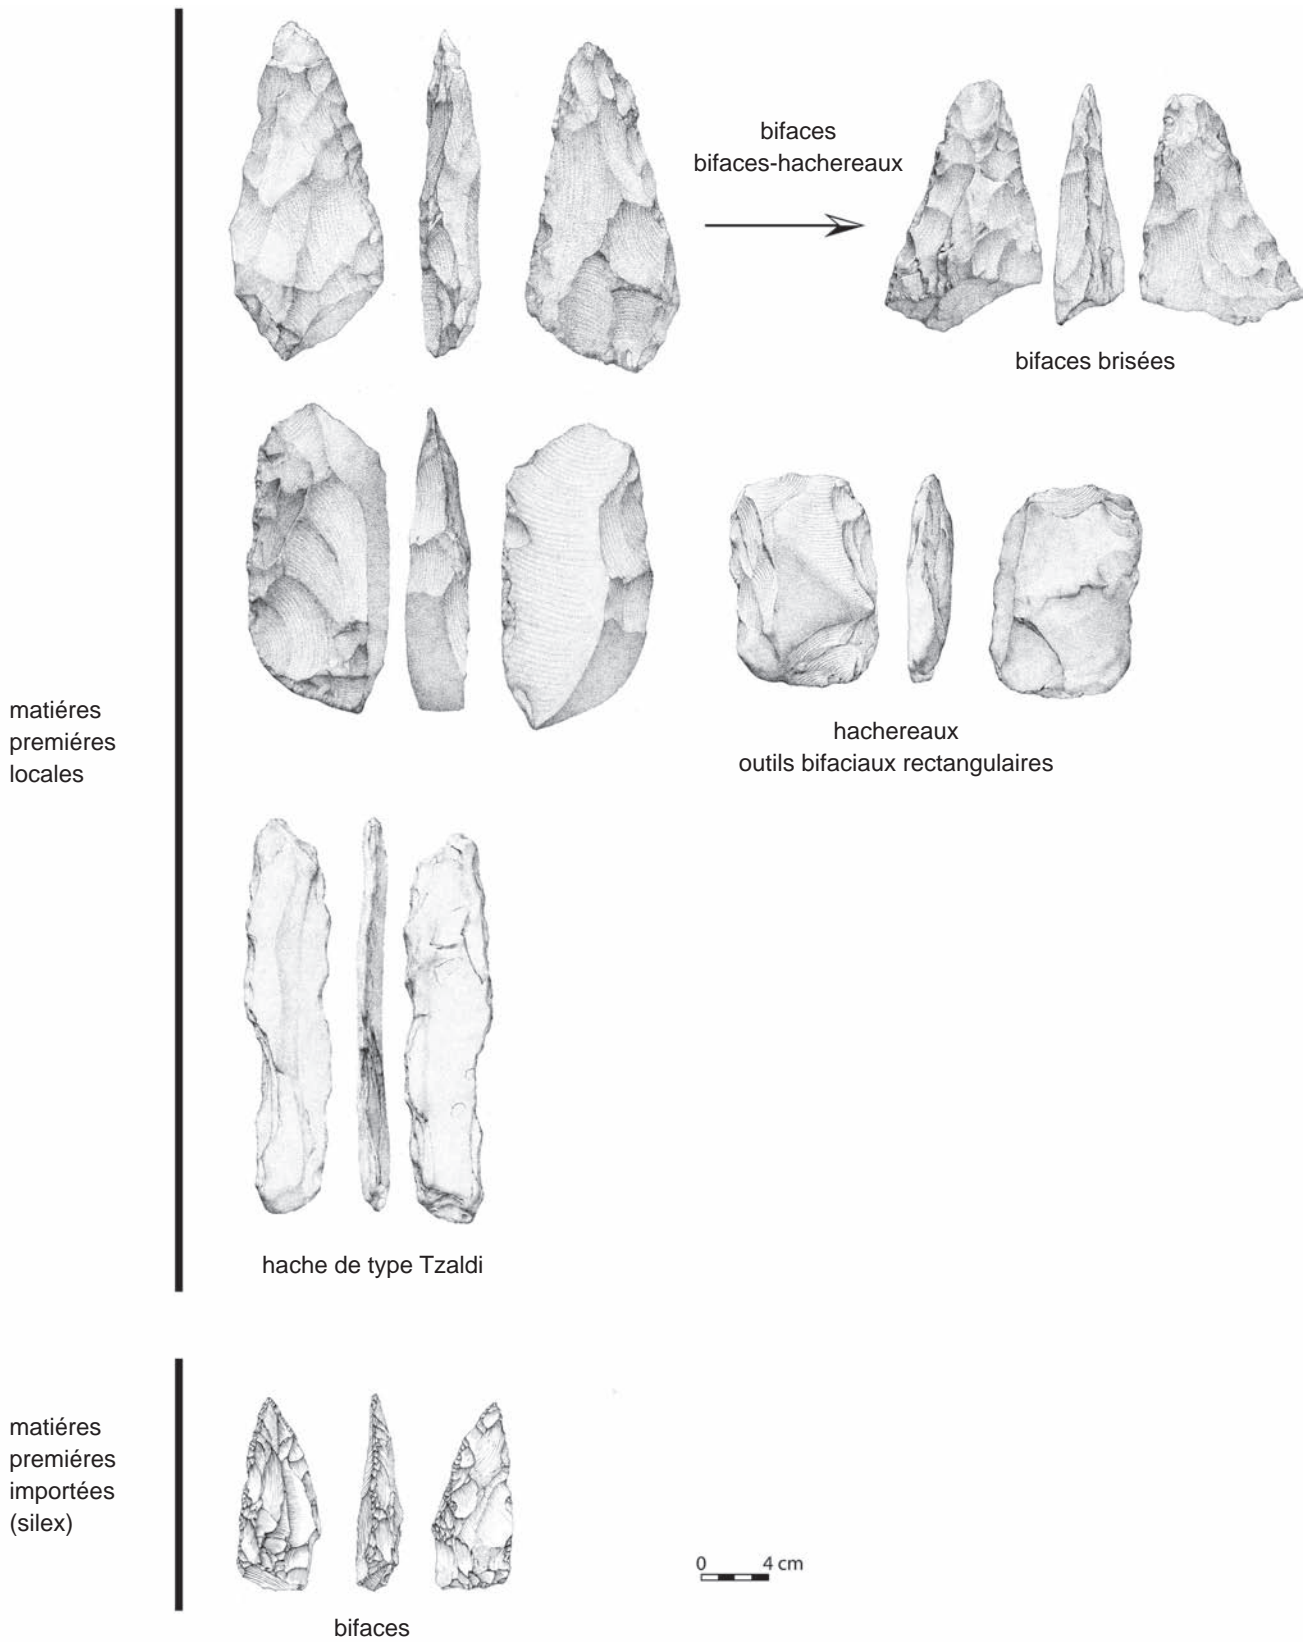 bifaces
bifaces-hachereaux
bifaces brisées
matiéres
premiéres
locales
hachereaux
outils bifaciaux rectangulaires
hache de type Tzaldi
matiéres
premiéres
importées
(silex)
0 4 cm
bifaces